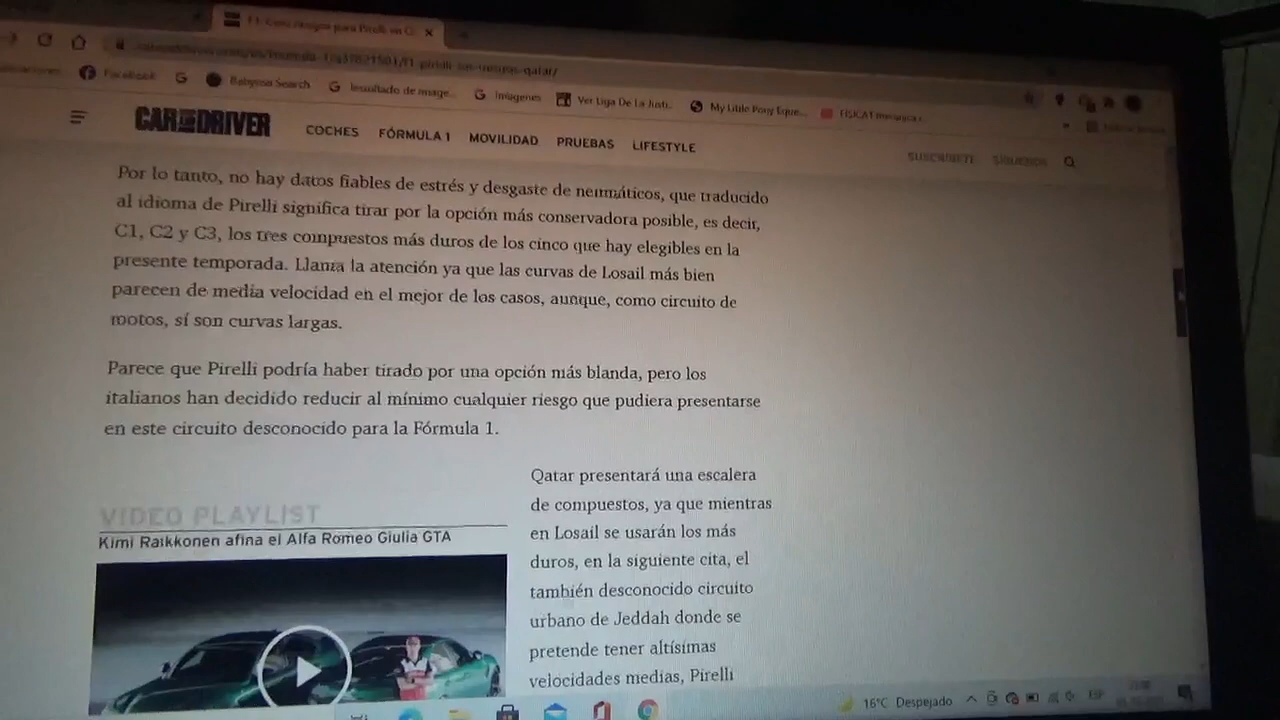 Facebook
G
Babysoa Search
G
G Imagenes
Ver Liga De La Justi...
My Little Pony Eque...
CAR AND DRIVER
COCHES
FÓRMULA 1
MOVILIDAD
PRUEBAS
LIFESTYLE
SUSCRÍBETE
SÍGUENOS
Por lo tanto, no hay datos fiables de estrés y desgaste de neumáticos, que traducido
al idioma de Pirelli significa tirar por la opción más conservadora posible, es decir,
C1, C2 y C3, los tres compuestos más duros de los cinco que hay elegibles en la
presente temporada. Llama la atención ya que las curvas de Losail más bien
parecen de media velocidad en el mejor de los casos, aunque, como circuito de
motos, sí son curvas largas.
Parece que Pirelli podría haber tirado por una opción más blanda, pero los
italianos han decidido reducir al mínimo cualquier riesgo que pudiera presentarse
en este circuito desconocido para la Fórmula 1.
VIDEO PLAYLIST
Kimi Raikkonen afina el Alfa Romeo Giulia GTA
Qatar presentará una escalera
de compuestos, ya que mientras
en Losail se usarán los más
duros, en la siguiente cita, el
también desconocido circuito
urbano de Jeddah donde se
pretende tener altísimas
velocidades medias, Pirelli
16°C Despejado
ESP